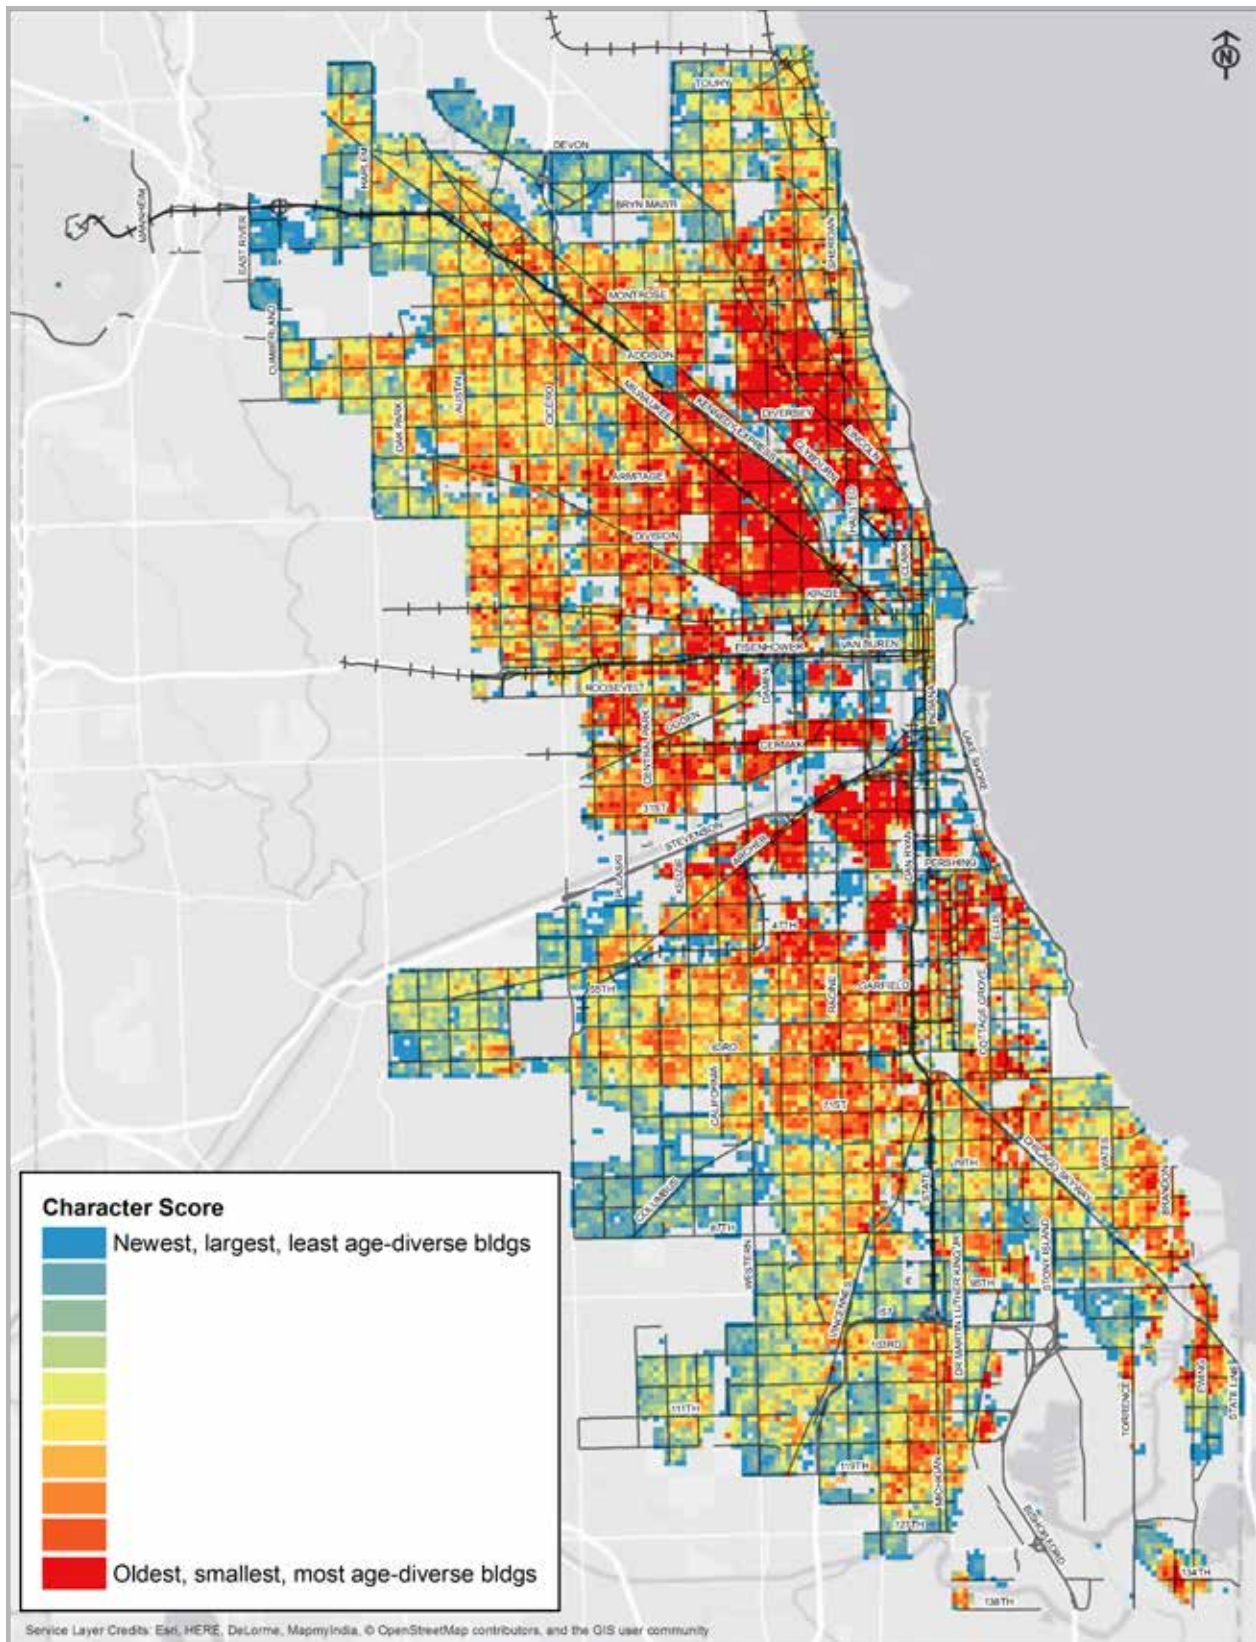 N
TOUHY
DEVON
HARLEM
BRYN MAWR
MANNHEIM
EAST RIVER
SHERIDAN
MONTROSE
CUMBERLAND
ADDISON
AUSTIN
CICERO
MILWAUKEE
KENNEDY EXPRESS
DIVERSEY
OAK PARK
LINCOLN
CLYBOURN
ARMITAGE
HALSTED
DIVISION
CLARK
KINZIE
EISENHOWER
VAN BUREN
ROOSEVELT
DAMEN
INDIANA
CENTRAL PARK
OGDEN
CERMAK
LAKE SHORE
31ST
STEVENSON
ARCHER
DAN RYAN
PULASKI
KEDZIE
PERSHING
47TH
ELLIS
55TH
RACINE
GARFIELD
COTTAGE GROVE
63RD
CALIFORNIA
71ST
CHICAGO SKYWAY
YATES
79TH
BRANDON
STATE
COLUMBUS
87TH
Character Score
Newest, largest, least age-diverse bldgs
WESTERN
STONY ISLAND
DR MARTIN LUTHER KING JR
95TH
VINCENNES
103RD
EWING
STATE LINE
TORRENCE
111TH
119TH
MICHIGAN
127TH
BISHOP FORD
134TH
Oldest, smallest, most age-diverse bldgs
138TH
Service Layer Credits: Esri, HERE, DeLorme, MapmyIndia, © OpenStreetMap contributors, and the GIS user community